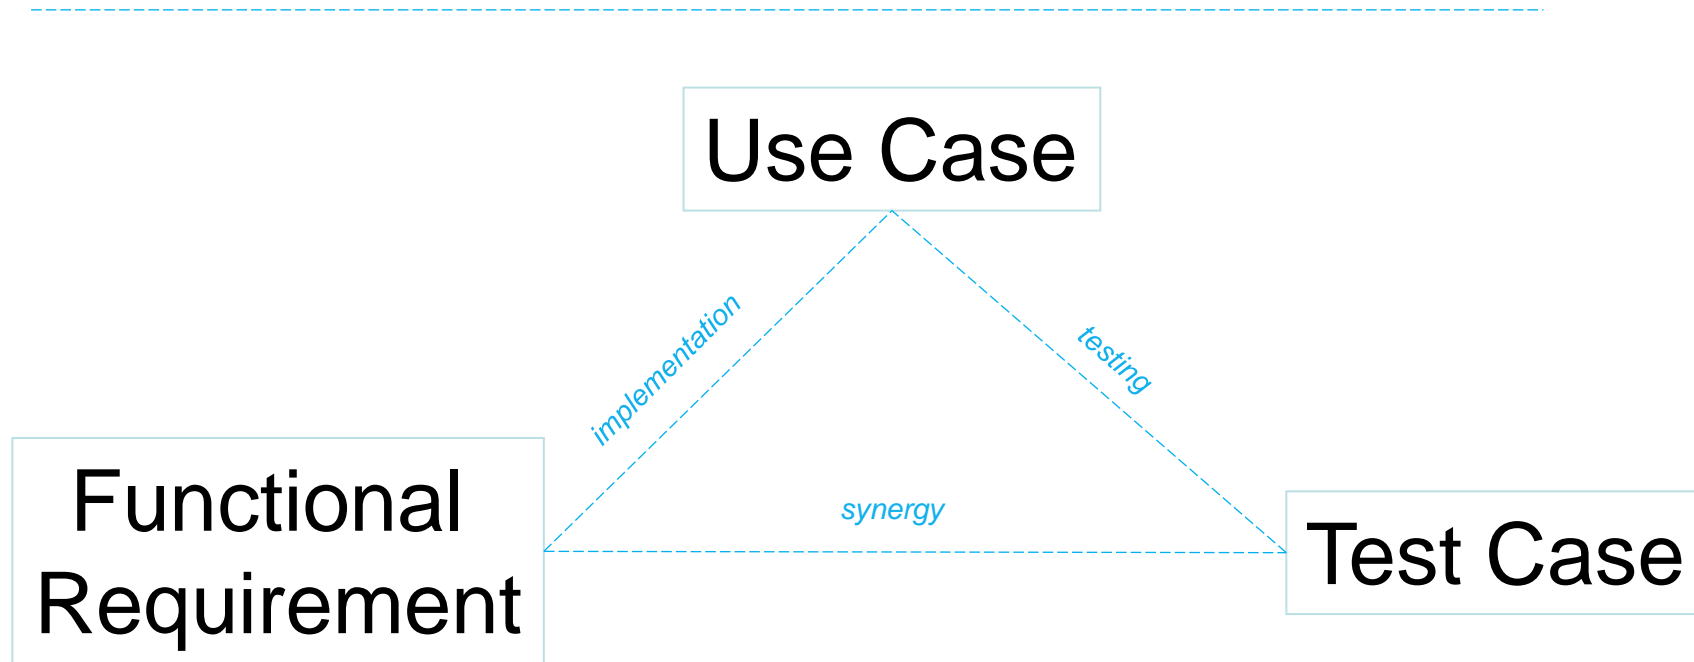 Use Case
implementation
testing
synergy
Functional
Requirement
Test Case